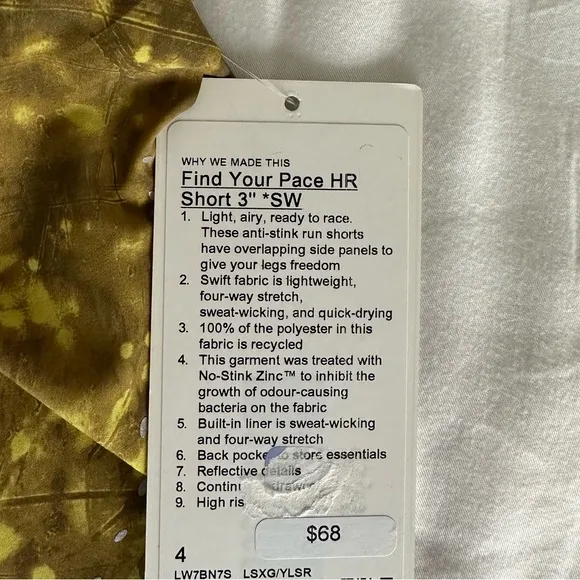 WHY WE MADE THIS
Find Your Pace HR
Short 3" *SW
1. Light, airy, ready to race.
These anti-stink run shorts
have overlapping side panels to
give your legs freedom
2. Swift fabric is lightweight,
four-way stretch,
sweat-wicking, and quick-drying
3. 100% of the polyester in this
fabric is recycled
4. This garment was treated with
No-Stink Zinc™ to inhibit the
growth of odour-causing
bacteria on the fabric
5. Built-in liner is sweat-wicking
and four-way stretch
6. Back pocket to store essentials
7. Reflective details
8.
9. High
$68
4
LW7BN7S LSXG/YLSR